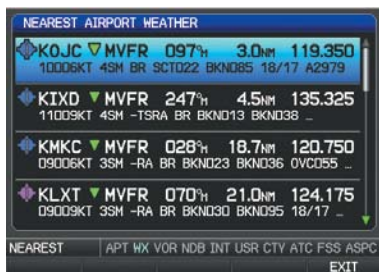 NEAREST AIRPORT WEATHER
KOJC MVFR 097°M 3.0NM 119.350
10006KT 4SM BR SCT022 BKN085 18/17 A2979
KIXD MVFR 247°M 4.5NM 135.325
11009KT 4SM -TSRA BR BKN013 BKN038 …
KMKC MVFR 028°M 18.7NM 120.750
09006KT 3SM -RA BR BKN023 BKN036 OVC055 …
KLXT MVFR 070°M 21.0NM 124.175
09009KT 3SM -RA BR BKN030 BKN095 18/17 …
NEAREST APT WX VOR NDB INT USR CTY ATC FSS ASPC
EXIT